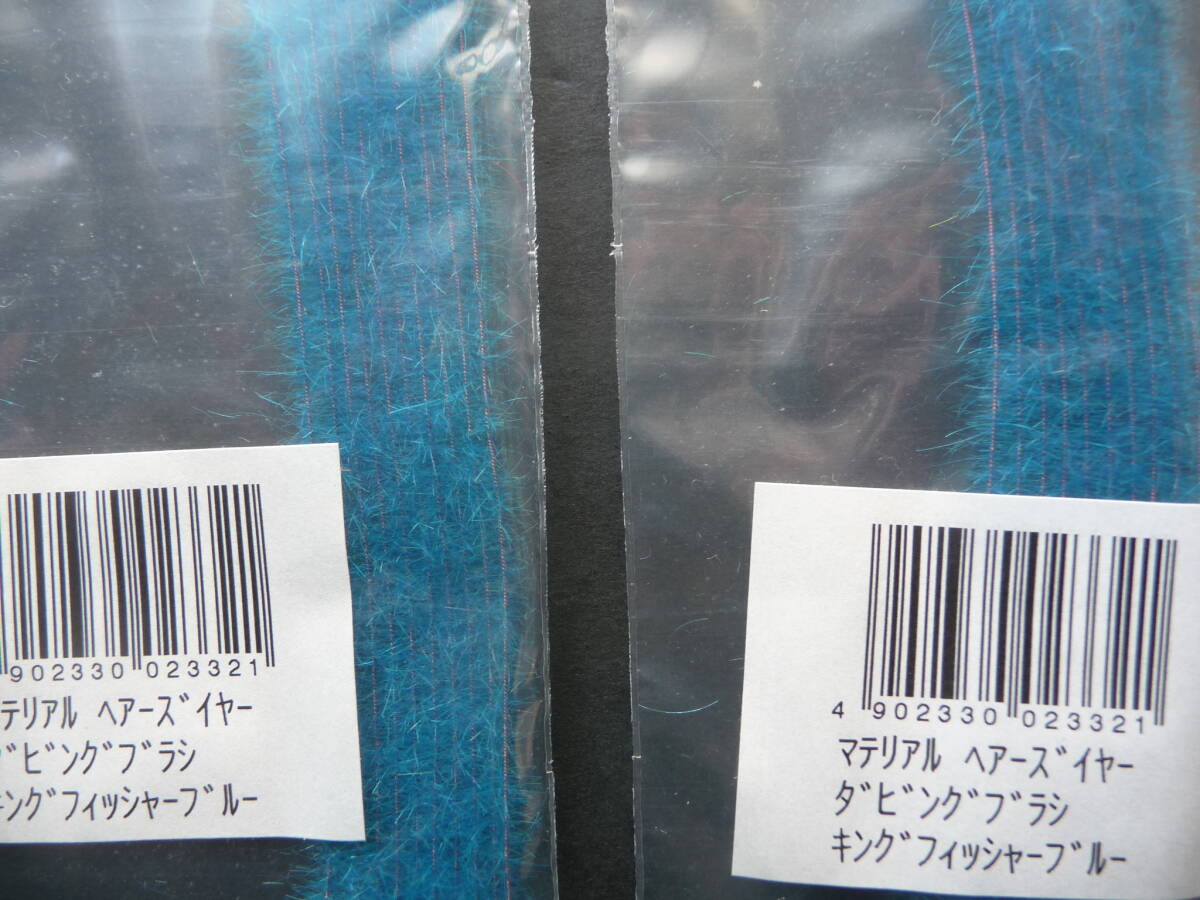 902330 023321
テリアル ヘアーズイヤー
ビングブラシ
キングフィッシャーブルー
4 902330 023321
マテリアル ヘアーズイヤー
ダビングブラシ
キングフィッシャーブルー